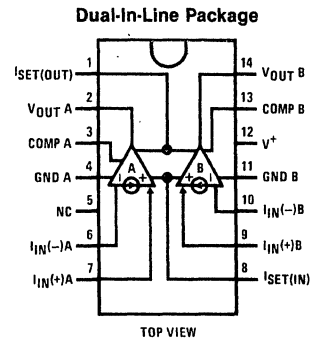 Dual-In-Line Package
1
ISET(OUT)
2
VOUT A
3
COMP A
4
GND A
5
NC
6
IIN(−)A
7
IIN(+)A
14
VOUT B
13
COMP B
12
V+
11
GND B
10
IIN(−)B
9
IIN(+)B
8
ISET(IN)
A
B
− +
+ −
TOP VIEW